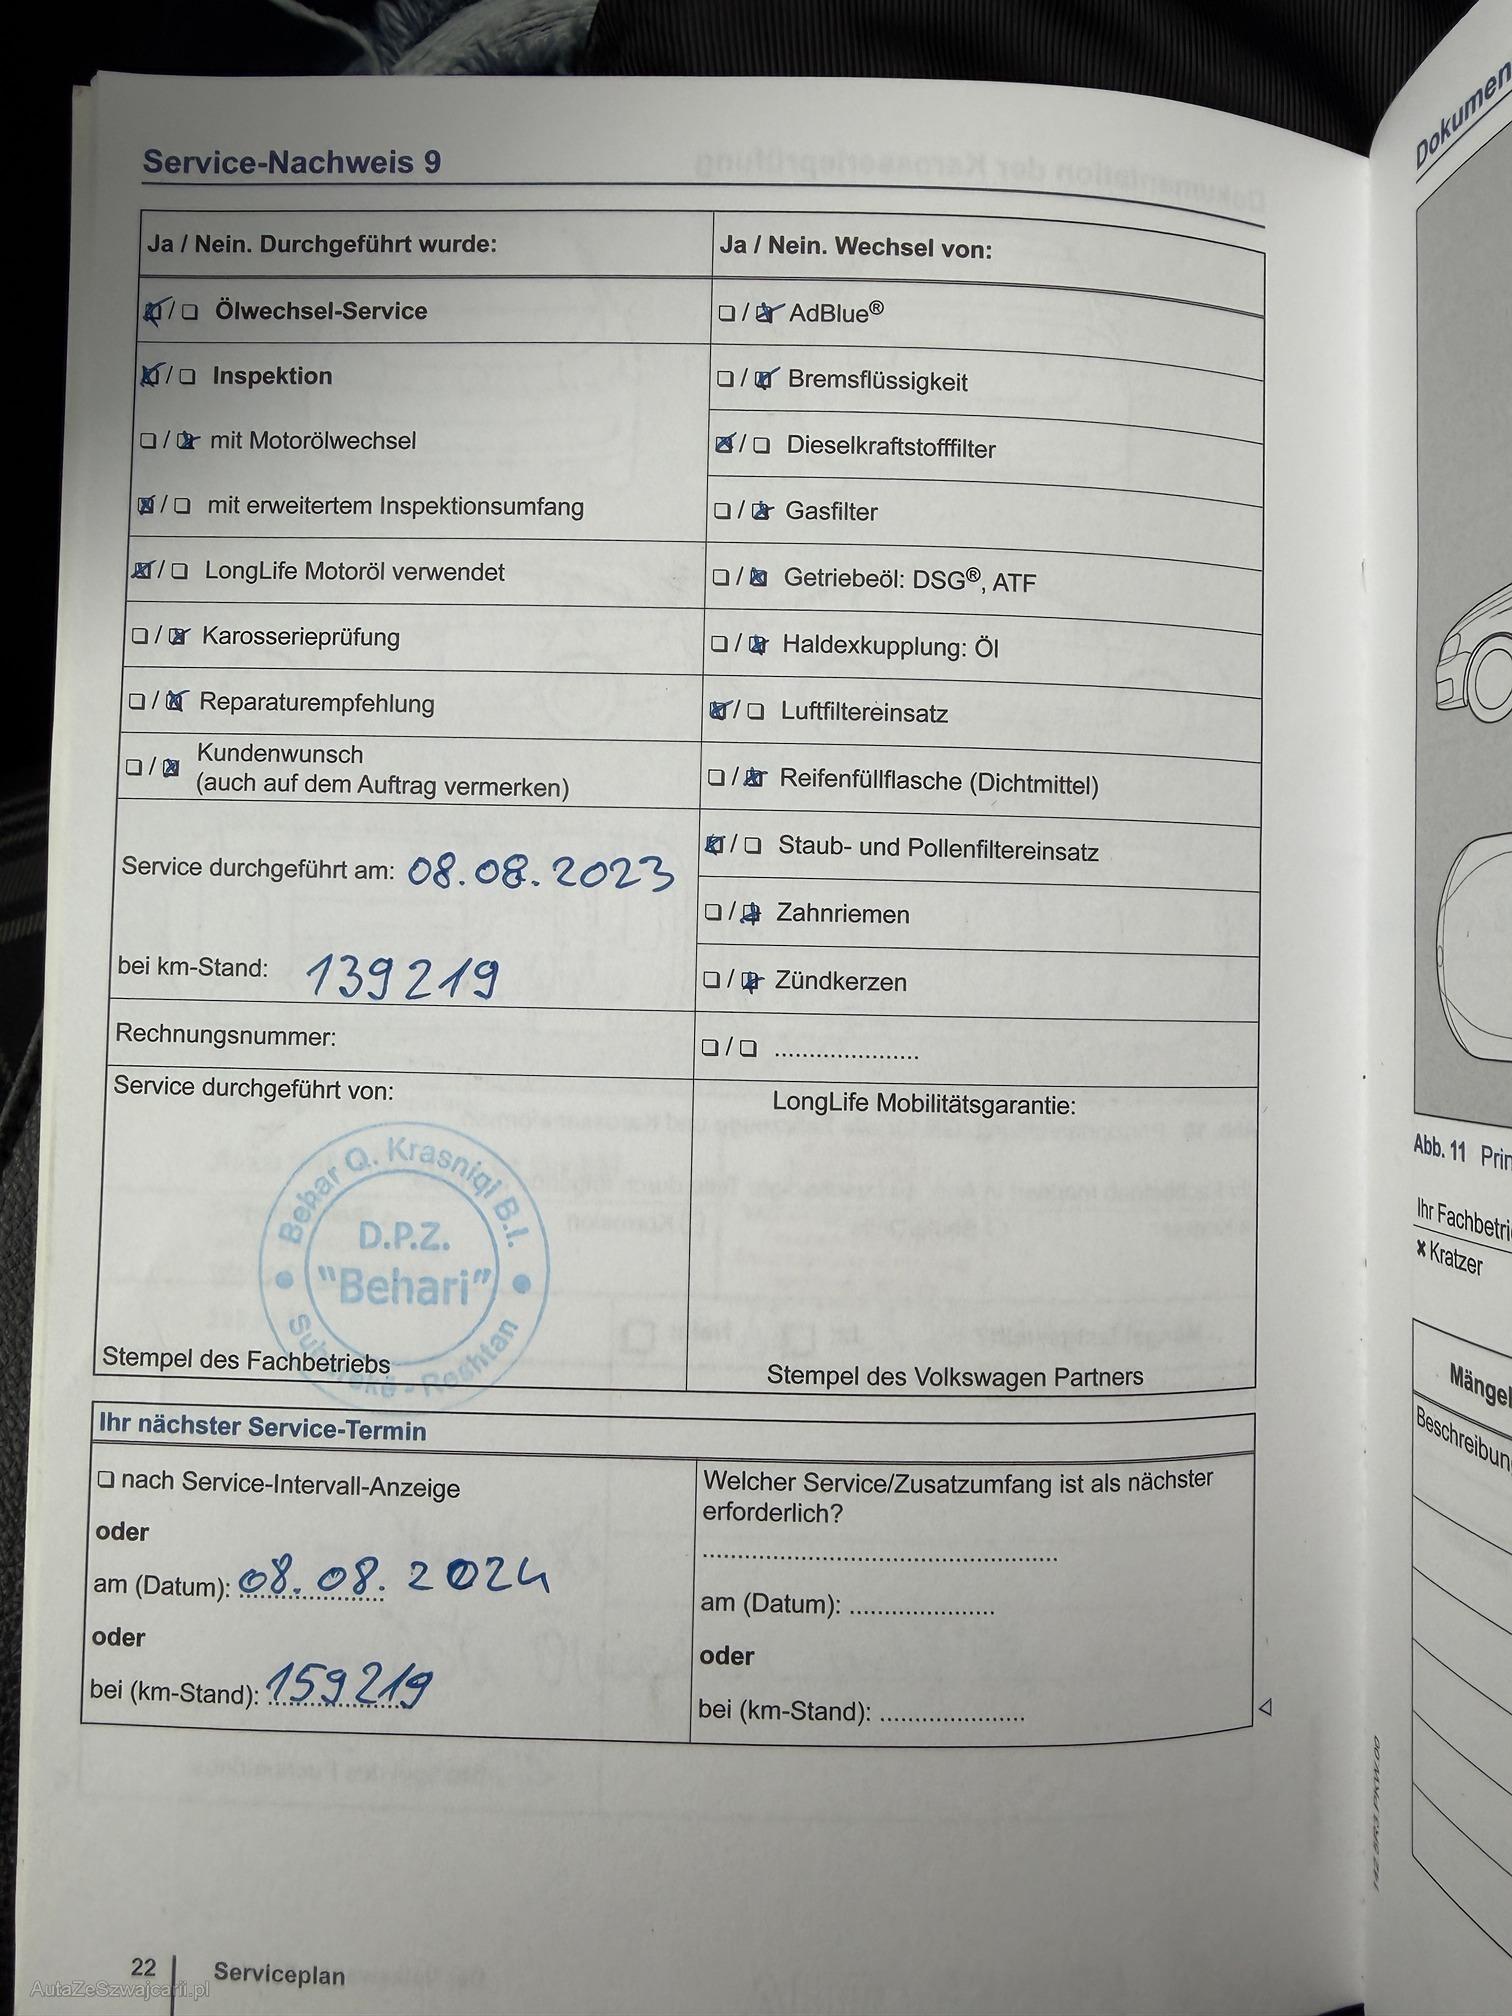 Service-Nachweis 9
Ja / Nein. Durchgeführt wurde:
☒ / ☐ Ölwechsel-Service
☒ / ☐ Inspektion
☐ / ☒ mit Motorölwechsel
☒ / ☐ mit erweitertem Inspektionsumfang
☒ / ☐ LongLife Motoröl verwendet
☐ / ☒ Karosserieprüfung
☐ / ☒ Reparaturempfehlung
☐ / ☒ Kundenwunsch
(auch auf dem Auftrag vermerken)
Service durchgeführt am: 08.08.2023
bei km-Stand: 139219
Rechnungsnummer:
Service durchgeführt von:
Behar Q. Krasniqi B.I.
D.P.Z.
"Behari"
Reshtan
Stempel des Fachbetriebs
Ja / Nein. Wechsel von:
☐ / ☒ AdBlue®
☐ / ☒ Bremsflüssigkeit
☒ / ☐ Dieselkraftstofffilter
☐ / ☒ Gasfilter
☐ / ☒ Getriebeöl: DSG®, ATF
☐ / ☒ Haldexkupplung: Öl
☒ / ☐ Luftfiltereinsatz
☐ / ☒ Reifenfüllflasche (Dichtmittel)
☒ / ☐ Staub- und Pollenfiltereinsatz
☐ / ☒ Zahnriemen
☐ / ☒ Zündkerzen
☐ / ☐ .....................
LongLife Mobilitätsgarantie:
Stempel des Volkswagen Partners
Ihr nächster Service-Termin
☐ nach Service-Intervall-Anzeige
oder
am (Datum): 08.08.2024
oder
bei (km-Stand): 159219
Welcher Service/Zusatzumfang ist als nächster
erforderlich?
....................................................
am (Datum): .....................
oder
bei (km-Stand): .....................
22 Serviceplan
AutaZeSzwajcarii.pl
Dokumen
Abb. 11 Prin
Ihr Fachbetri
✖ Kratzer
Mängel
Beschreibun